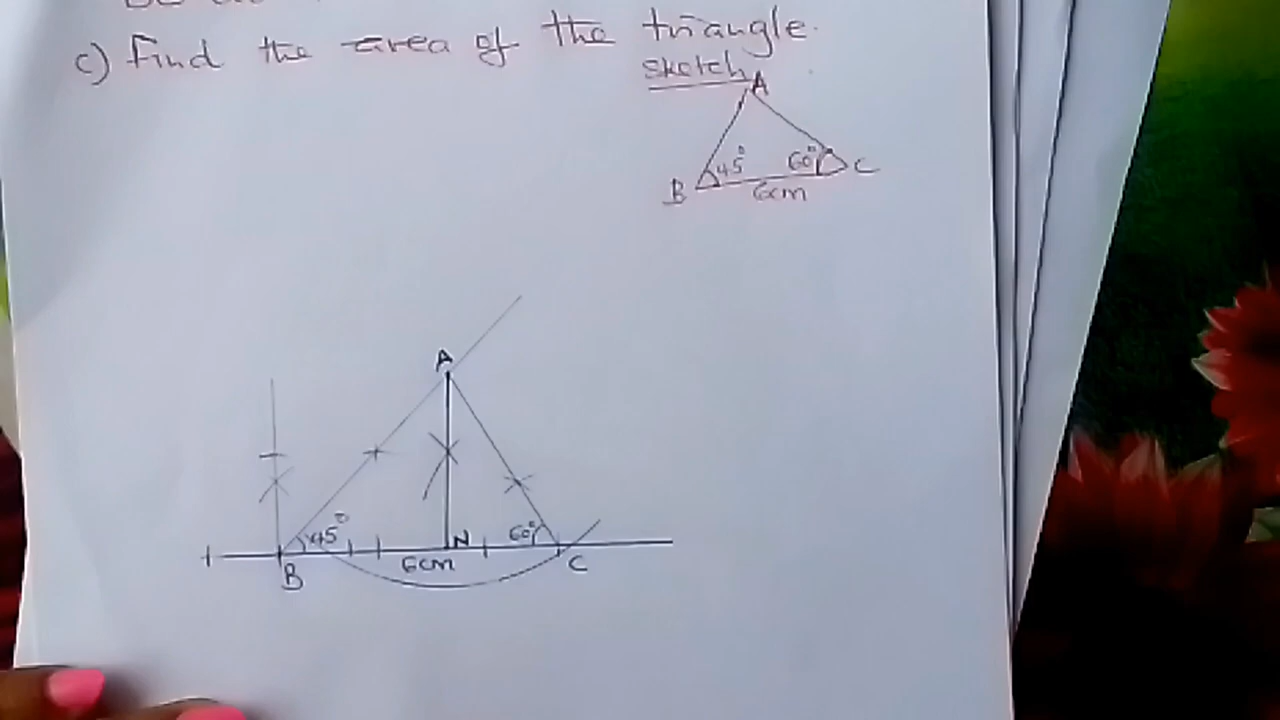 c) Find the area of the triangle.
sketch
A
45° 60° C
B 6cm
A
45° N 60°
B 6cm C